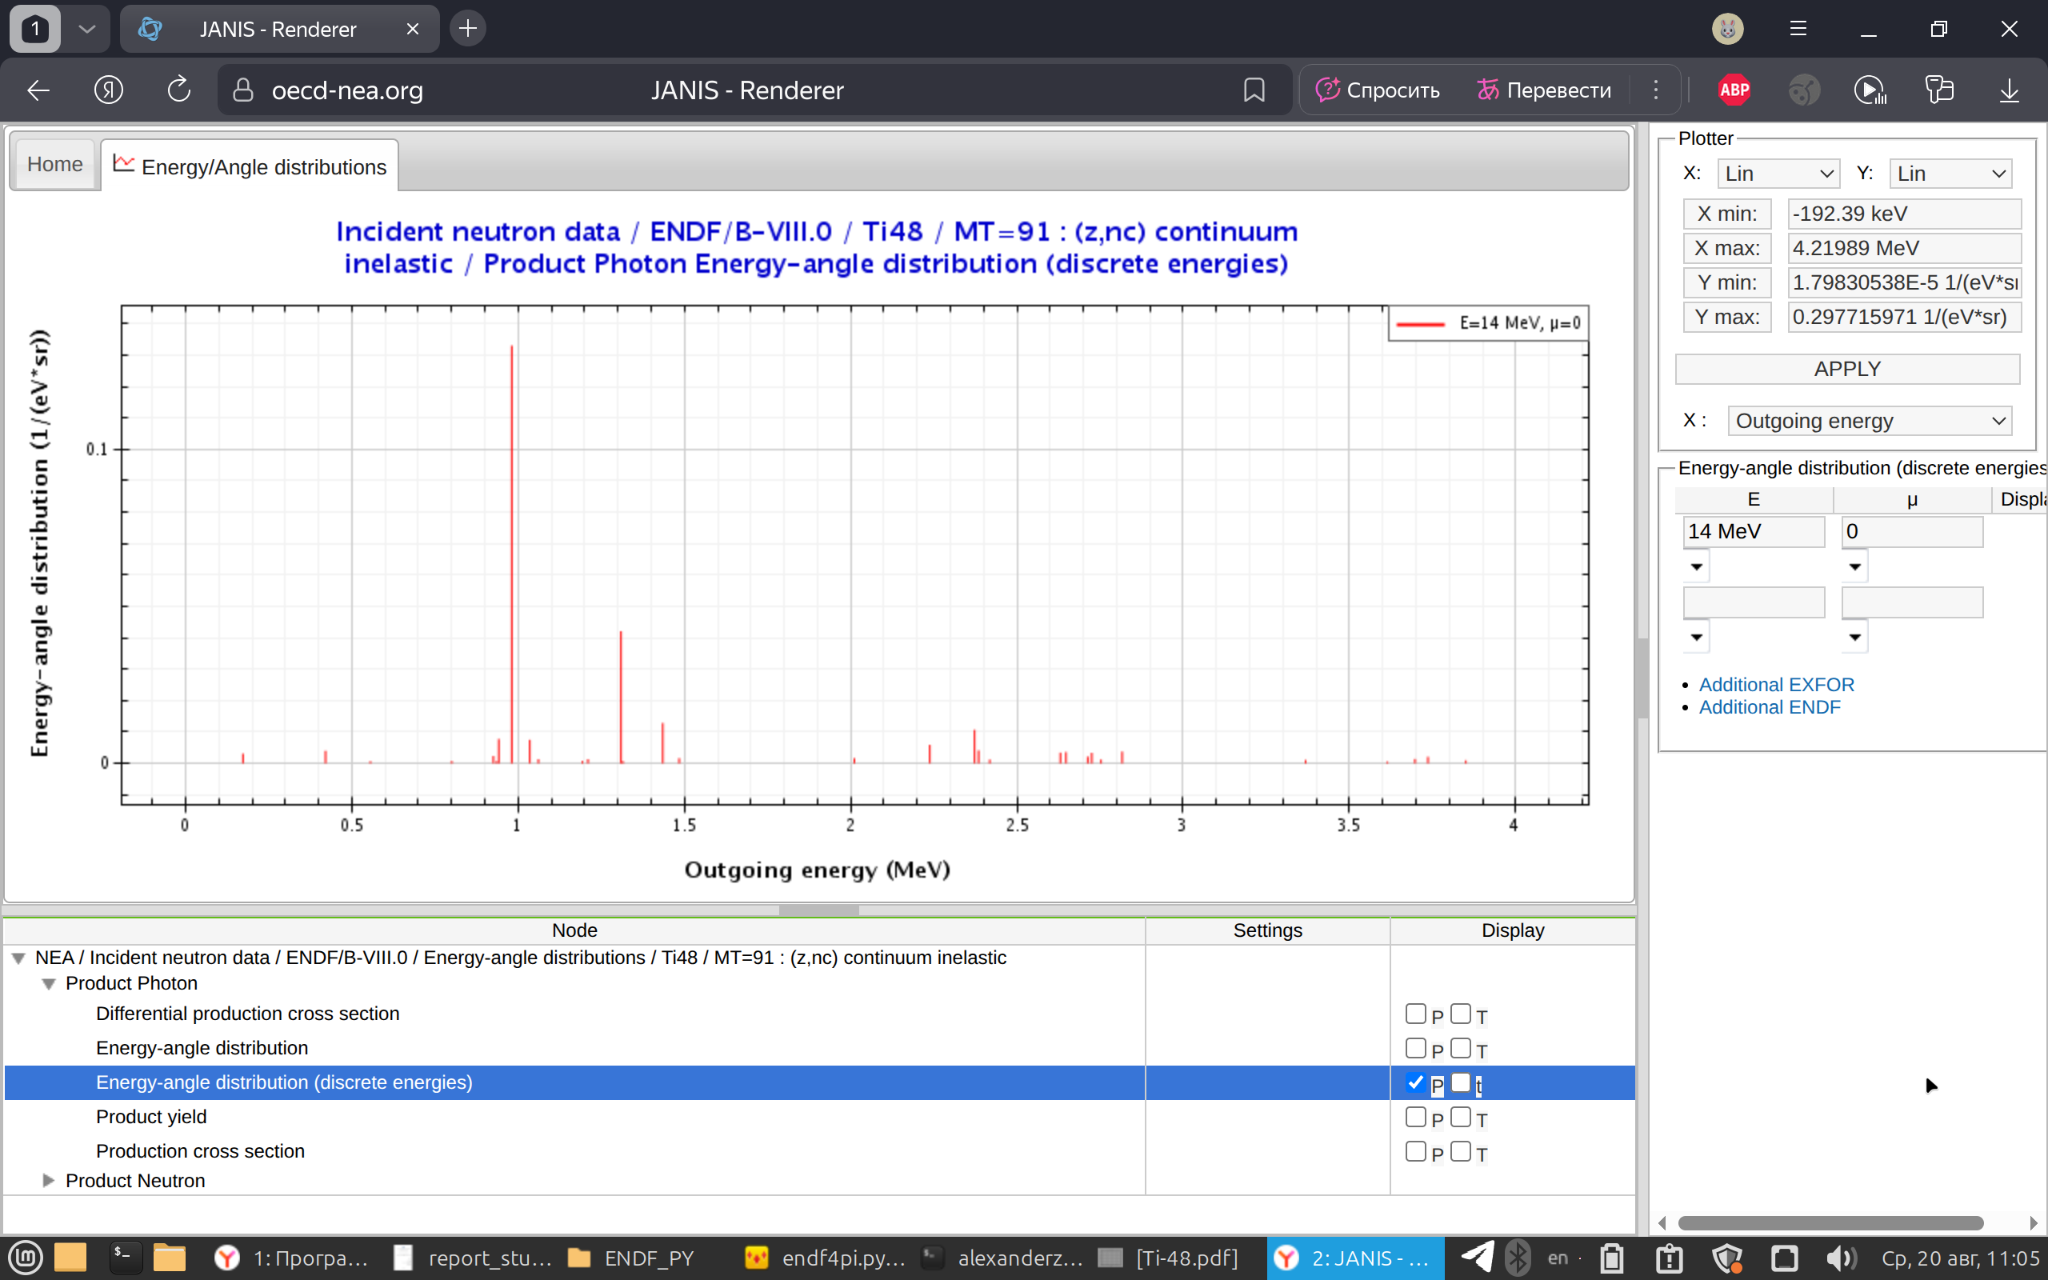 1
JANIS - Renderer
oecd-nea.org
JANIS - Renderer
Спросить
Перевести
ABP
Home
Energy/Angle distributions
Incident neutron data / ENDF/B-VIII.0 / Ti48 / MT=91 : (z,nc) continuum
inelastic / Product Photon Energy-angle distribution (discrete energies)
E=14 MeV, μ=0
Energy-angle distribution (1/(eV*sr))
0.1
0
0 0.5 1 1.5 2 2.5 3 3.5 4
Outgoing energy (MeV)
Plotter
X: Lin Y: Lin
X min: -192.39 keV
X max: 4.21989 MeV
Y min: 1.79830538E-5 1/(eV*sr
Y max: 0.297715971 1/(eV*sr)
APPLY
X : Outgoing energy
Energy-angle distribution (discrete energies
E μ Displa
14 MeV 0
Additional EXFOR
Additional ENDF
Node Settings Display
NEA / Incident neutron data / ENDF/B-VIII.0 / Energy-angle distributions / Ti48 / MT=91 : (z,nc) continuum inelastic
Product Photon
Differential production cross section P T
Energy-angle distribution P T
Energy-angle distribution (discrete energies) P t
Product yield P T
Production cross section P T
Product Neutron
1: Програ... report_stu... ENDF_PY endf4pi.py... alexanderz... [Ti-48.pdf] 2: JANIS - ... en Ср, 20 авг, 11:05